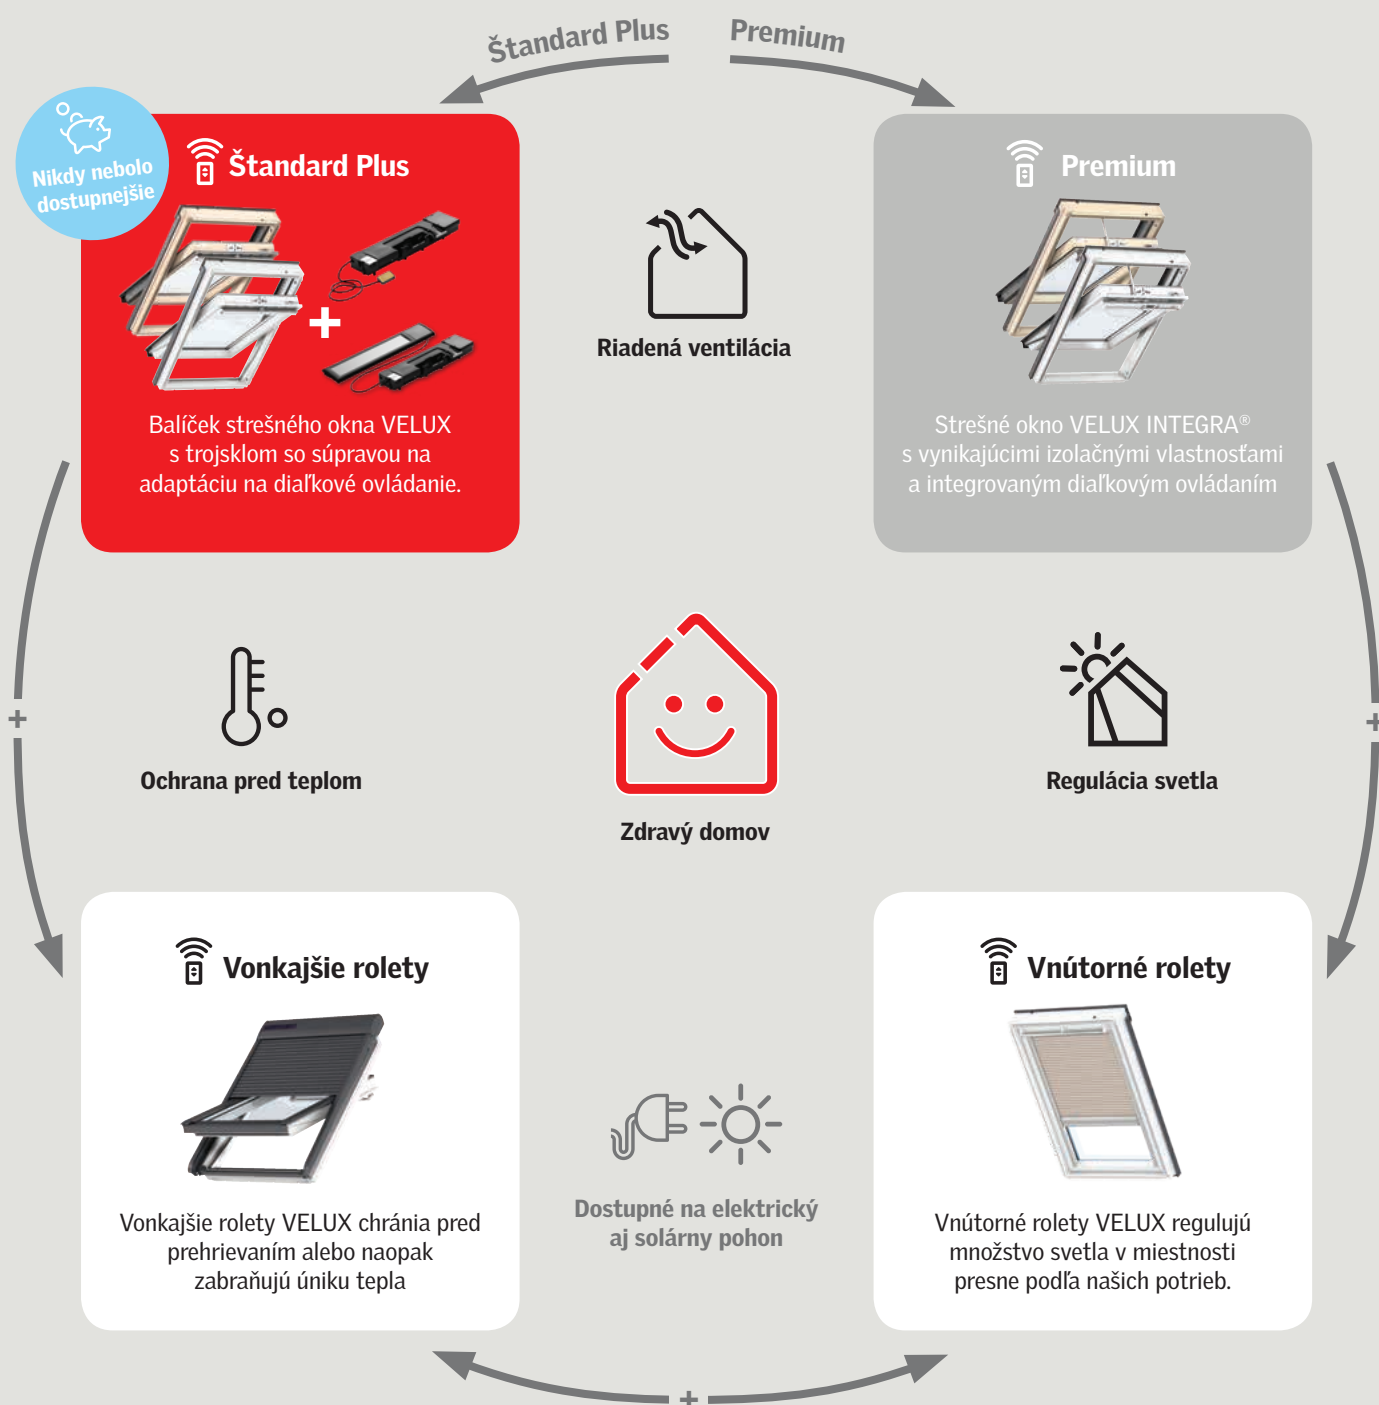 Štandard Plus
Premium
Nikdy nebolo
dostupnejšie
Štandard Plus
+
Balíček strešného okna VELUX
s trojsklom so súpravou na
adaptáciu na diaľkové ovládanie.
Riadená ventilácia
Premium
Strešné okno VELUX INTEGRA®
s vynikajúcimi izolačnými vlastnosťami
a integrovaným diaľkovým ovládaním
+
Ochrana pred teplom
Zdravý domov
Regulácia svetla
+
Vonkajšie rolety
Vonkajšie rolety VELUX chránia pred
prehrievaním alebo naopak
zabraňujú úniku tepla
Dostupné na elektrický
aj solárny pohon
Vnútorné rolety
Vnútorné rolety VELUX regulujú
množstvo svetla v miestnosti
presne podľa našich potrieb.
+